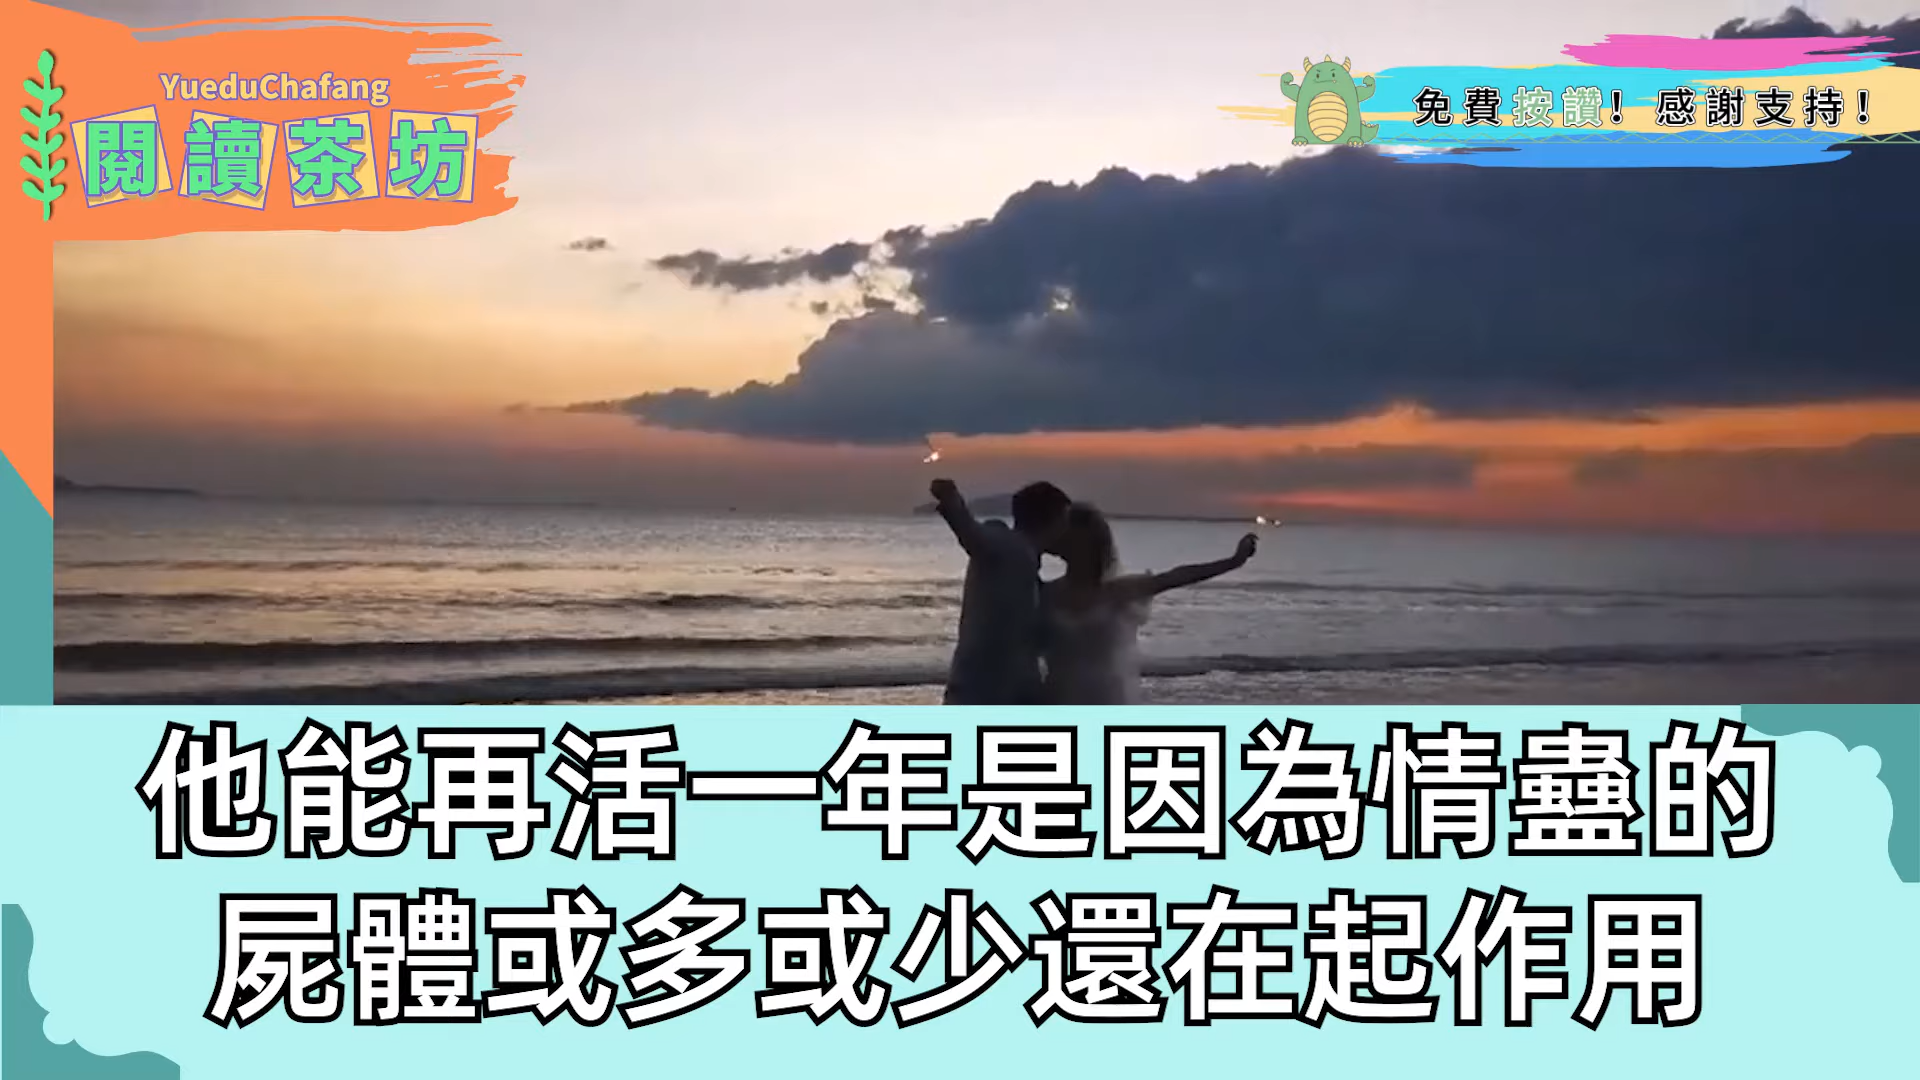 YueduChafang
閱讀茶坊
免費按讚！感謝支持！
他能再活一年是因為情蠱的
屍體或多或少還在起作用